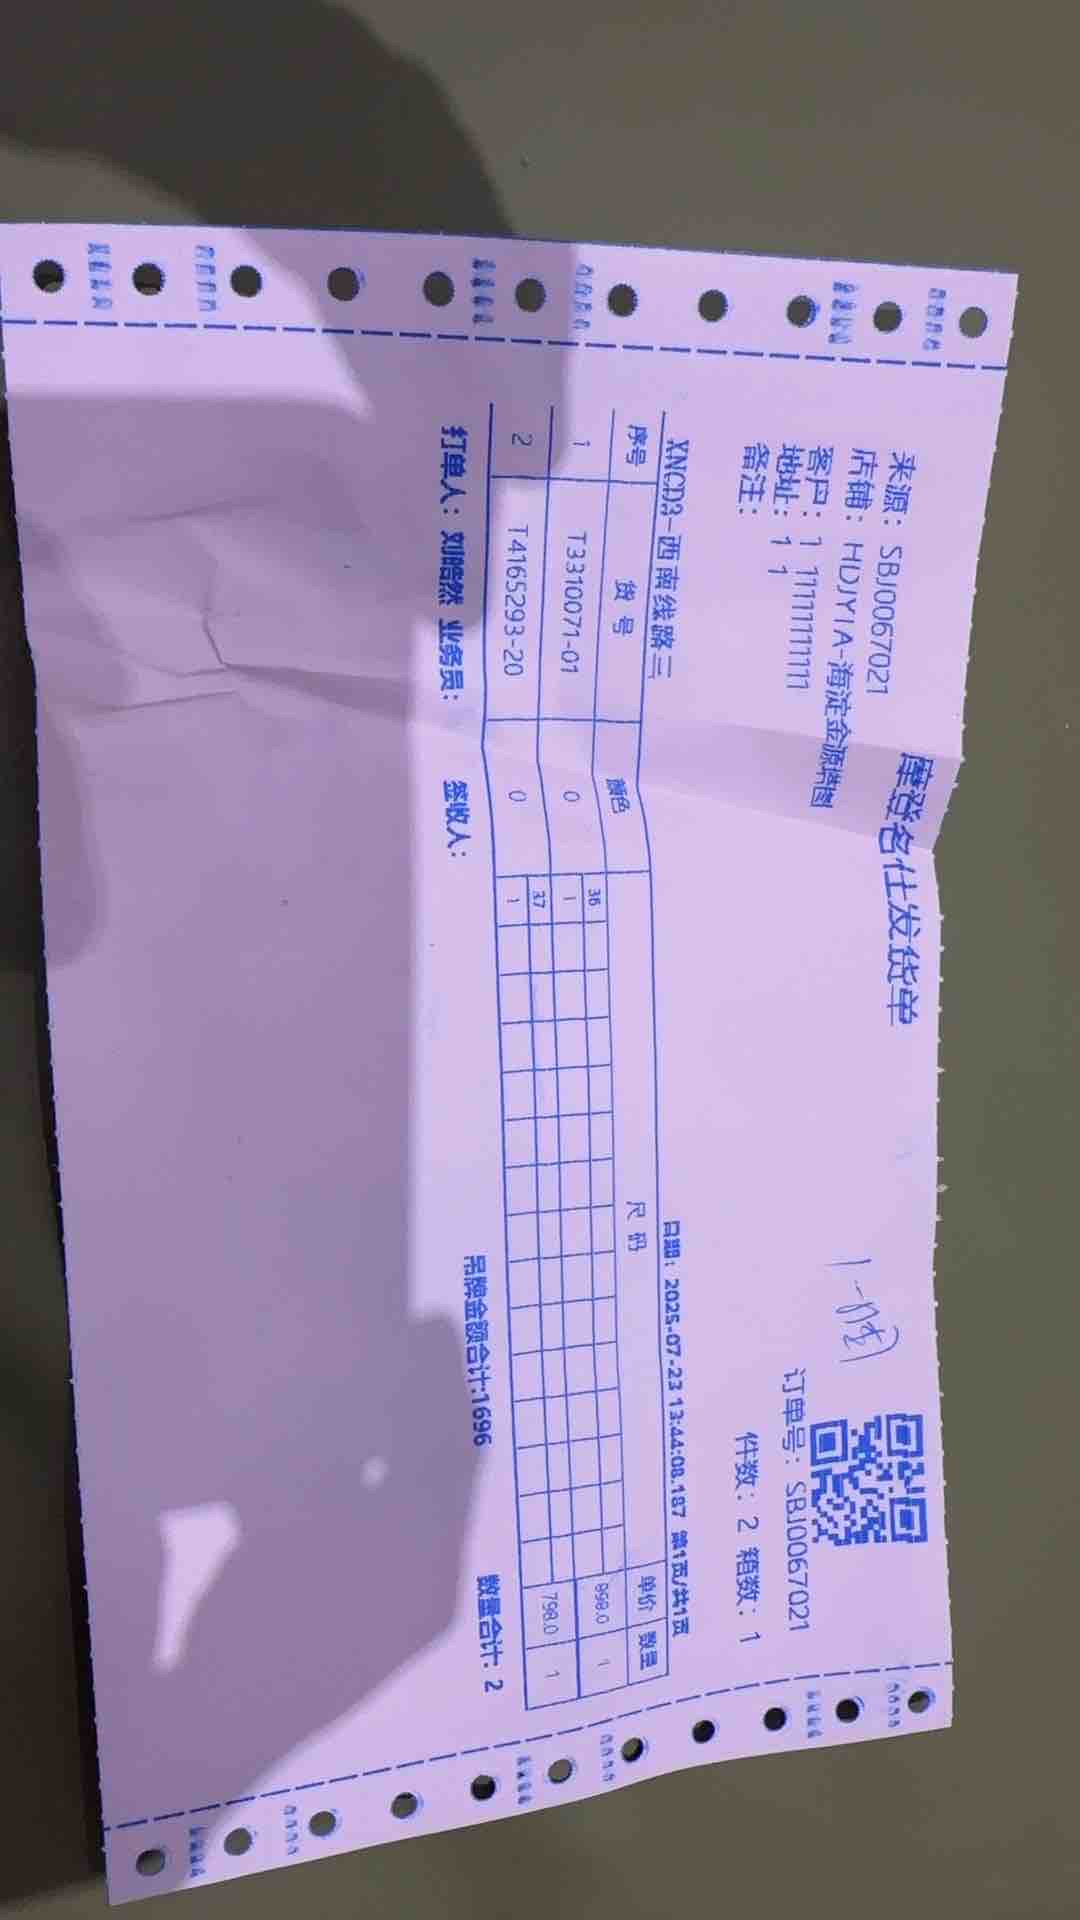 摩登名仕发货单
来源: SBJ0067021
店铺: HDJY1A-海淀金源
客户: 1 11111111111
地址: 1 1
备注:
订单号: SBJ0067021
件数: 2 箱数: 1
XNCD3-西南线路三 日期: 2025-07-23 13:44:08.187 第1页/共1页
序号 货号 颜色 尺码 单价 数量
36
1 T3310071-01 0 1 898.0 1
37
2 T4165293-20 0 1 798.0 1
打单人: 刘皓然 业务员: 签收人: 吊牌金额合计:1696 数量合计: 2